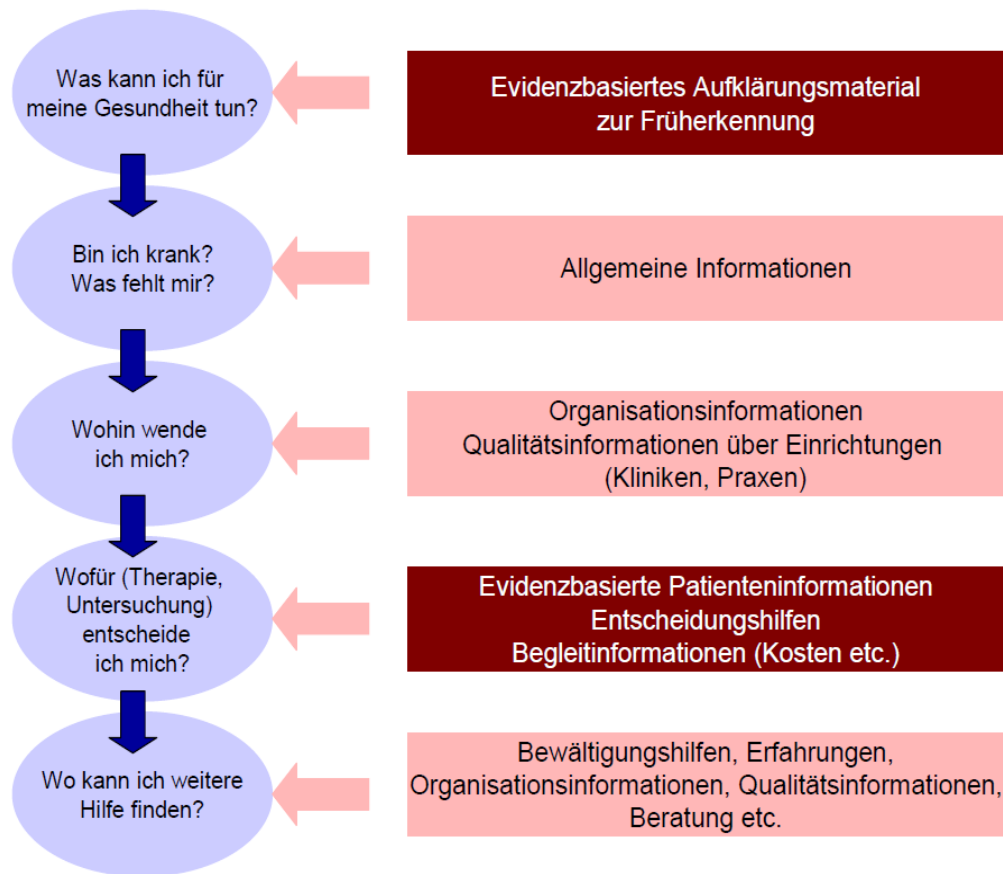 Was kann ich für
meine Gesundheit tun?
Evidenzbasiertes Aufklärungsmaterial
zur Früherkennung
Bin ich krank?
Was fehlt mir?
Allgemeine Informationen
Wohin wende
ich mich?
Organisationsinformationen
Qualitätsinformationen über Einrichtungen
(Kliniken, Praxen)
Wofür (Therapie,
Untersuchung)
entscheide
ich mich?
Evidenzbasierte Patienteninformationen
Entscheidungshilfen
Begleitinformationen (Kosten etc.)
Wo kann ich weitere
Hilfe finden?
Bewältigungshilfen, Erfahrungen,
Organisationsinformationen, Qualitätsinformationen,
Beratung etc.